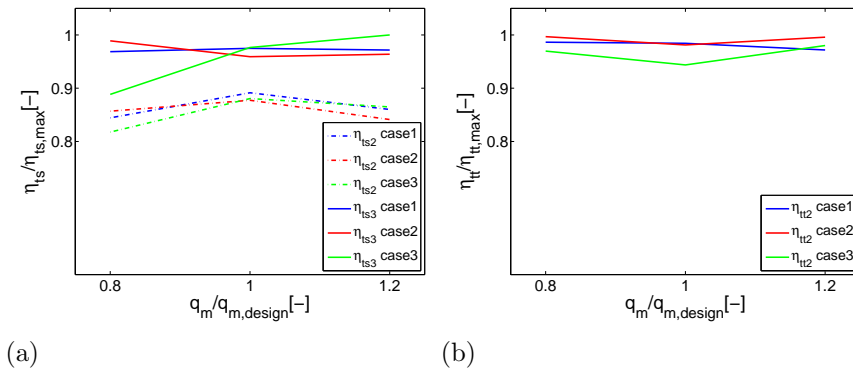 1
0.9
0.8
η_ts/η_ts,max[−]
η_ts2 case1
η_ts2 case2
η_ts2 case3
η_ts3 case1
η_ts3 case2
η_ts3 case3
0.8 1 1.2
q_m/q_m,design[−]
(a)
1
0.9
0.8
η_tt/η_tt,max[−]
η_tt2 case1
η_tt2 case2
η_tt2 case3
0.8 1 1.2
q_m/q_m,design[−]
(b)